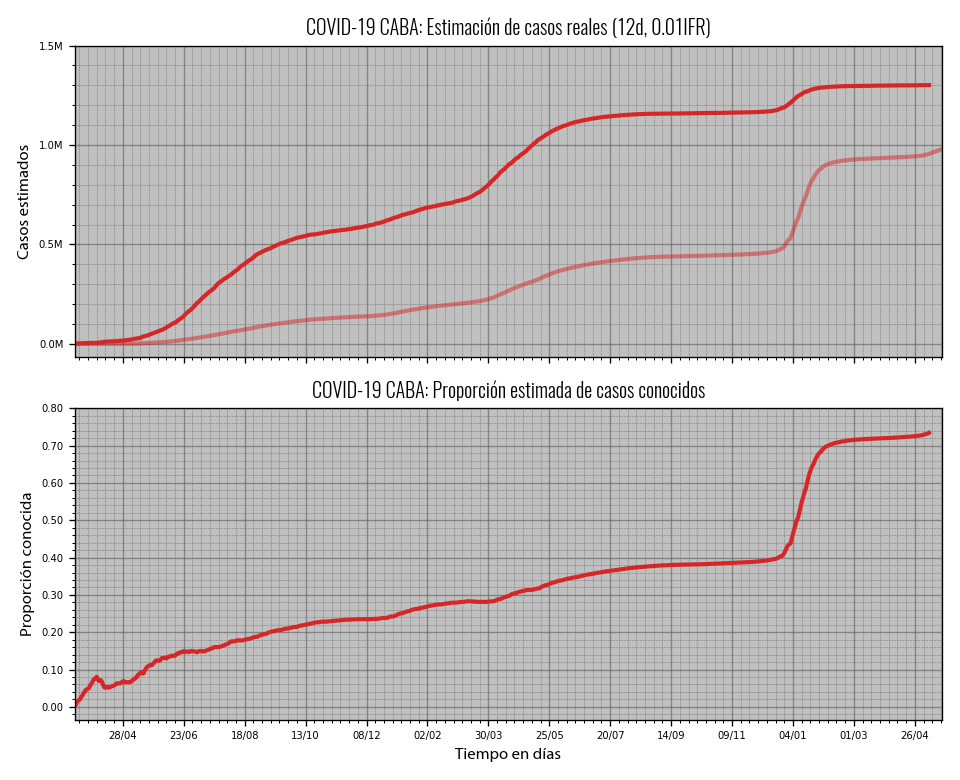 COVID-19 CABA: Estimación de casos reales (12d, 0.01IFR)
1.5M
1.0M
0.5M
0.0M
Casos estimados
COVID-19 CABA: Proporción estimada de casos conocidos
0.80
0.70
0.60
0.50
0.40
0.30
0.20
0.10
0.00
Proporción conocida
28/04 23/06 18/08 13/10 08/12 02/02 30/03 25/05 20/07 14/09 09/11 04/01 01/03 26/04
Tiempo en días